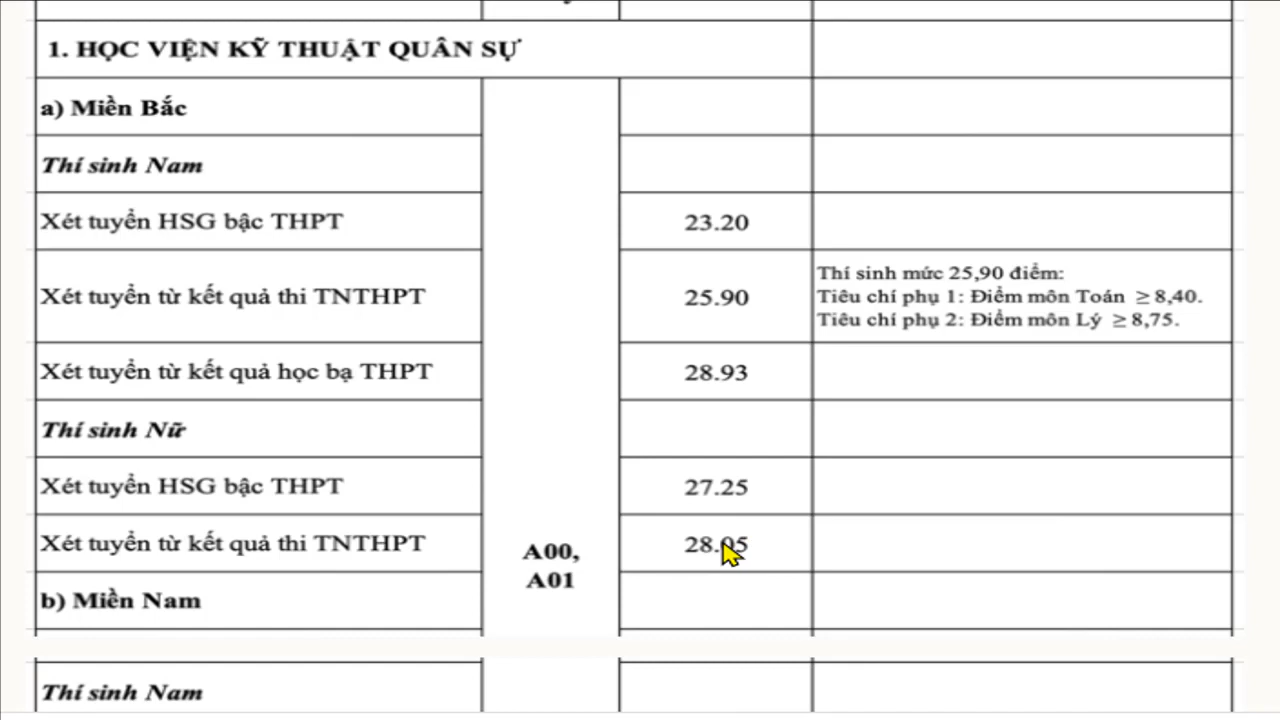 1. HỌC VIỆN KỸ THUẬT QUÂN SỰ
a) Miền Bắc
Thí sinh Nam
Xét tuyển HSG bậc THPT 23.20
Xét tuyển từ kết quả thi TNTHPT 25.90
Thí sinh mức 25,90 điểm:
Tiêu chí phụ 1: Điểm môn Toán ≥ 8,40.
Tiêu chí phụ 2: Điểm môn Lý ≥ 8,75.
Xét tuyển từ kết quả học bạ THPT 28.93
Thí sinh Nữ
Xét tuyển HSG bậc THPT 27.25
Xét tuyển từ kết quả thi TNTHPT 28.05
A00,
A01
b) Miền Nam
Thí sinh Nam